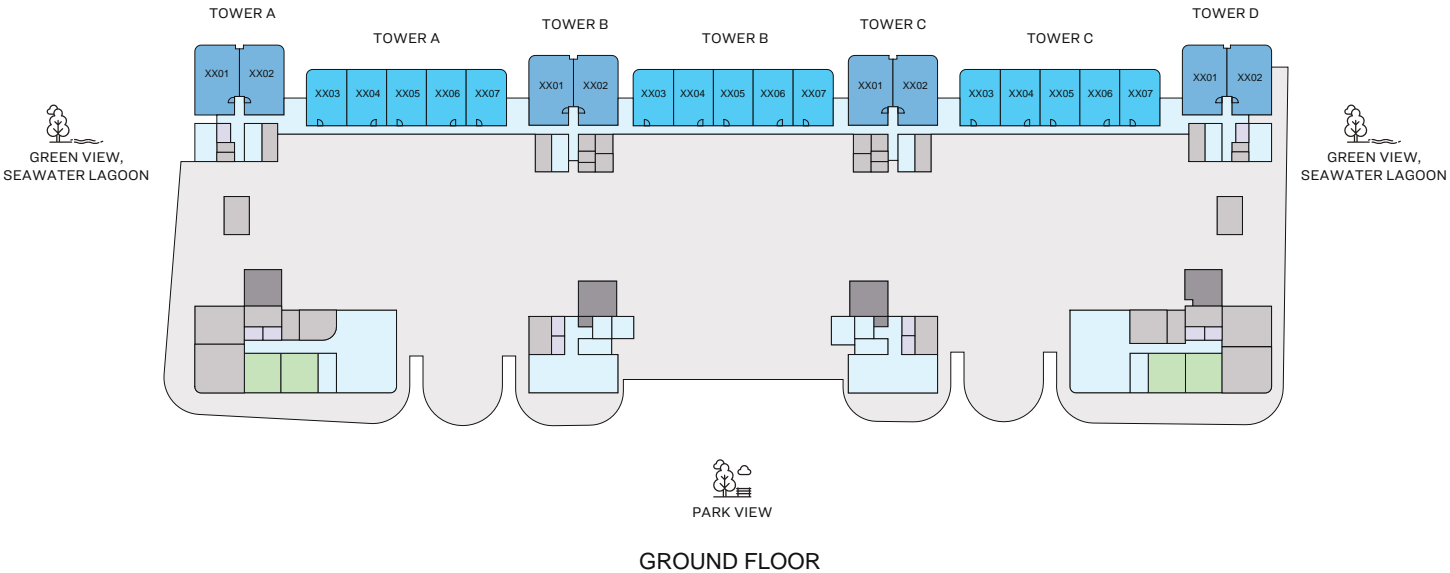 TOWER A
TOWER A
TOWER B
TOWER B
TOWER C
TOWER C
TOWER D
XX01 XX02
XX03 XX04 XX05 XX06 XX07
XX01 XX02
XX03 XX04 XX05 XX06 XX07
XX01 XX02
XX03 XX04 XX05 XX06 XX07
XX01 XX02
GREEN VIEW,
SEAWATER LAGOON
GREEN VIEW,
SEAWATER LAGOON
PARK VIEW
GROUND FLOOR